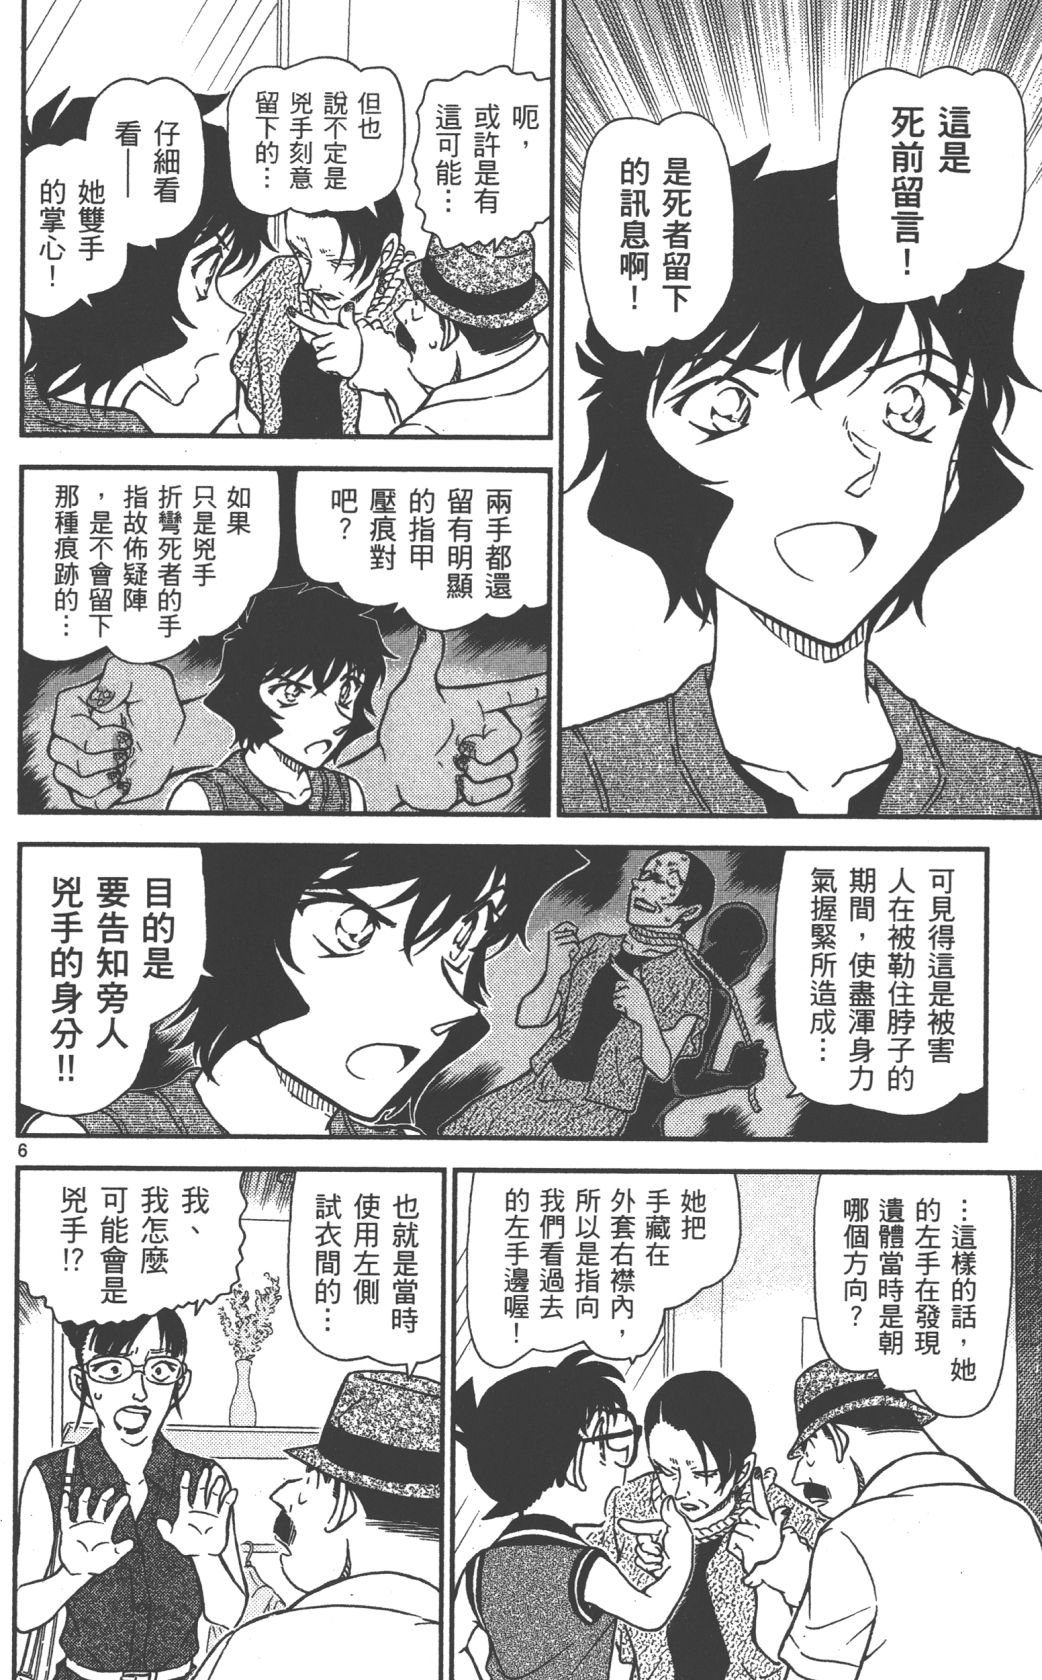 這是
死前留言！
是死者留下
的訊息啊！
呃，
或許是有
這可能…
但也
說不定是
兇手刻意
留下的…
仔細看
看──
她雙手
的掌心！
兩手都還
留有明顯
的指甲
壓痕對
吧？
如果
只是兇手
折彎死者的手
指故佈疑陣
，是不會留下
那種痕跡的…
可見得這是被害
人在被勒住脖子的
期間，使盡渾身力
氣握緊所造成…
目的是
要告知旁人
兇手的身分!!
6
…這樣的話，她
的左手在發現
遺體當時是朝
哪個方向？
她把
手藏在
外套右襟內，
所以是指向
我們看過去
的左手邊喔！
也就是當時
使用左側
試衣間的…
我、
我怎麼
可能會是
兇手!?